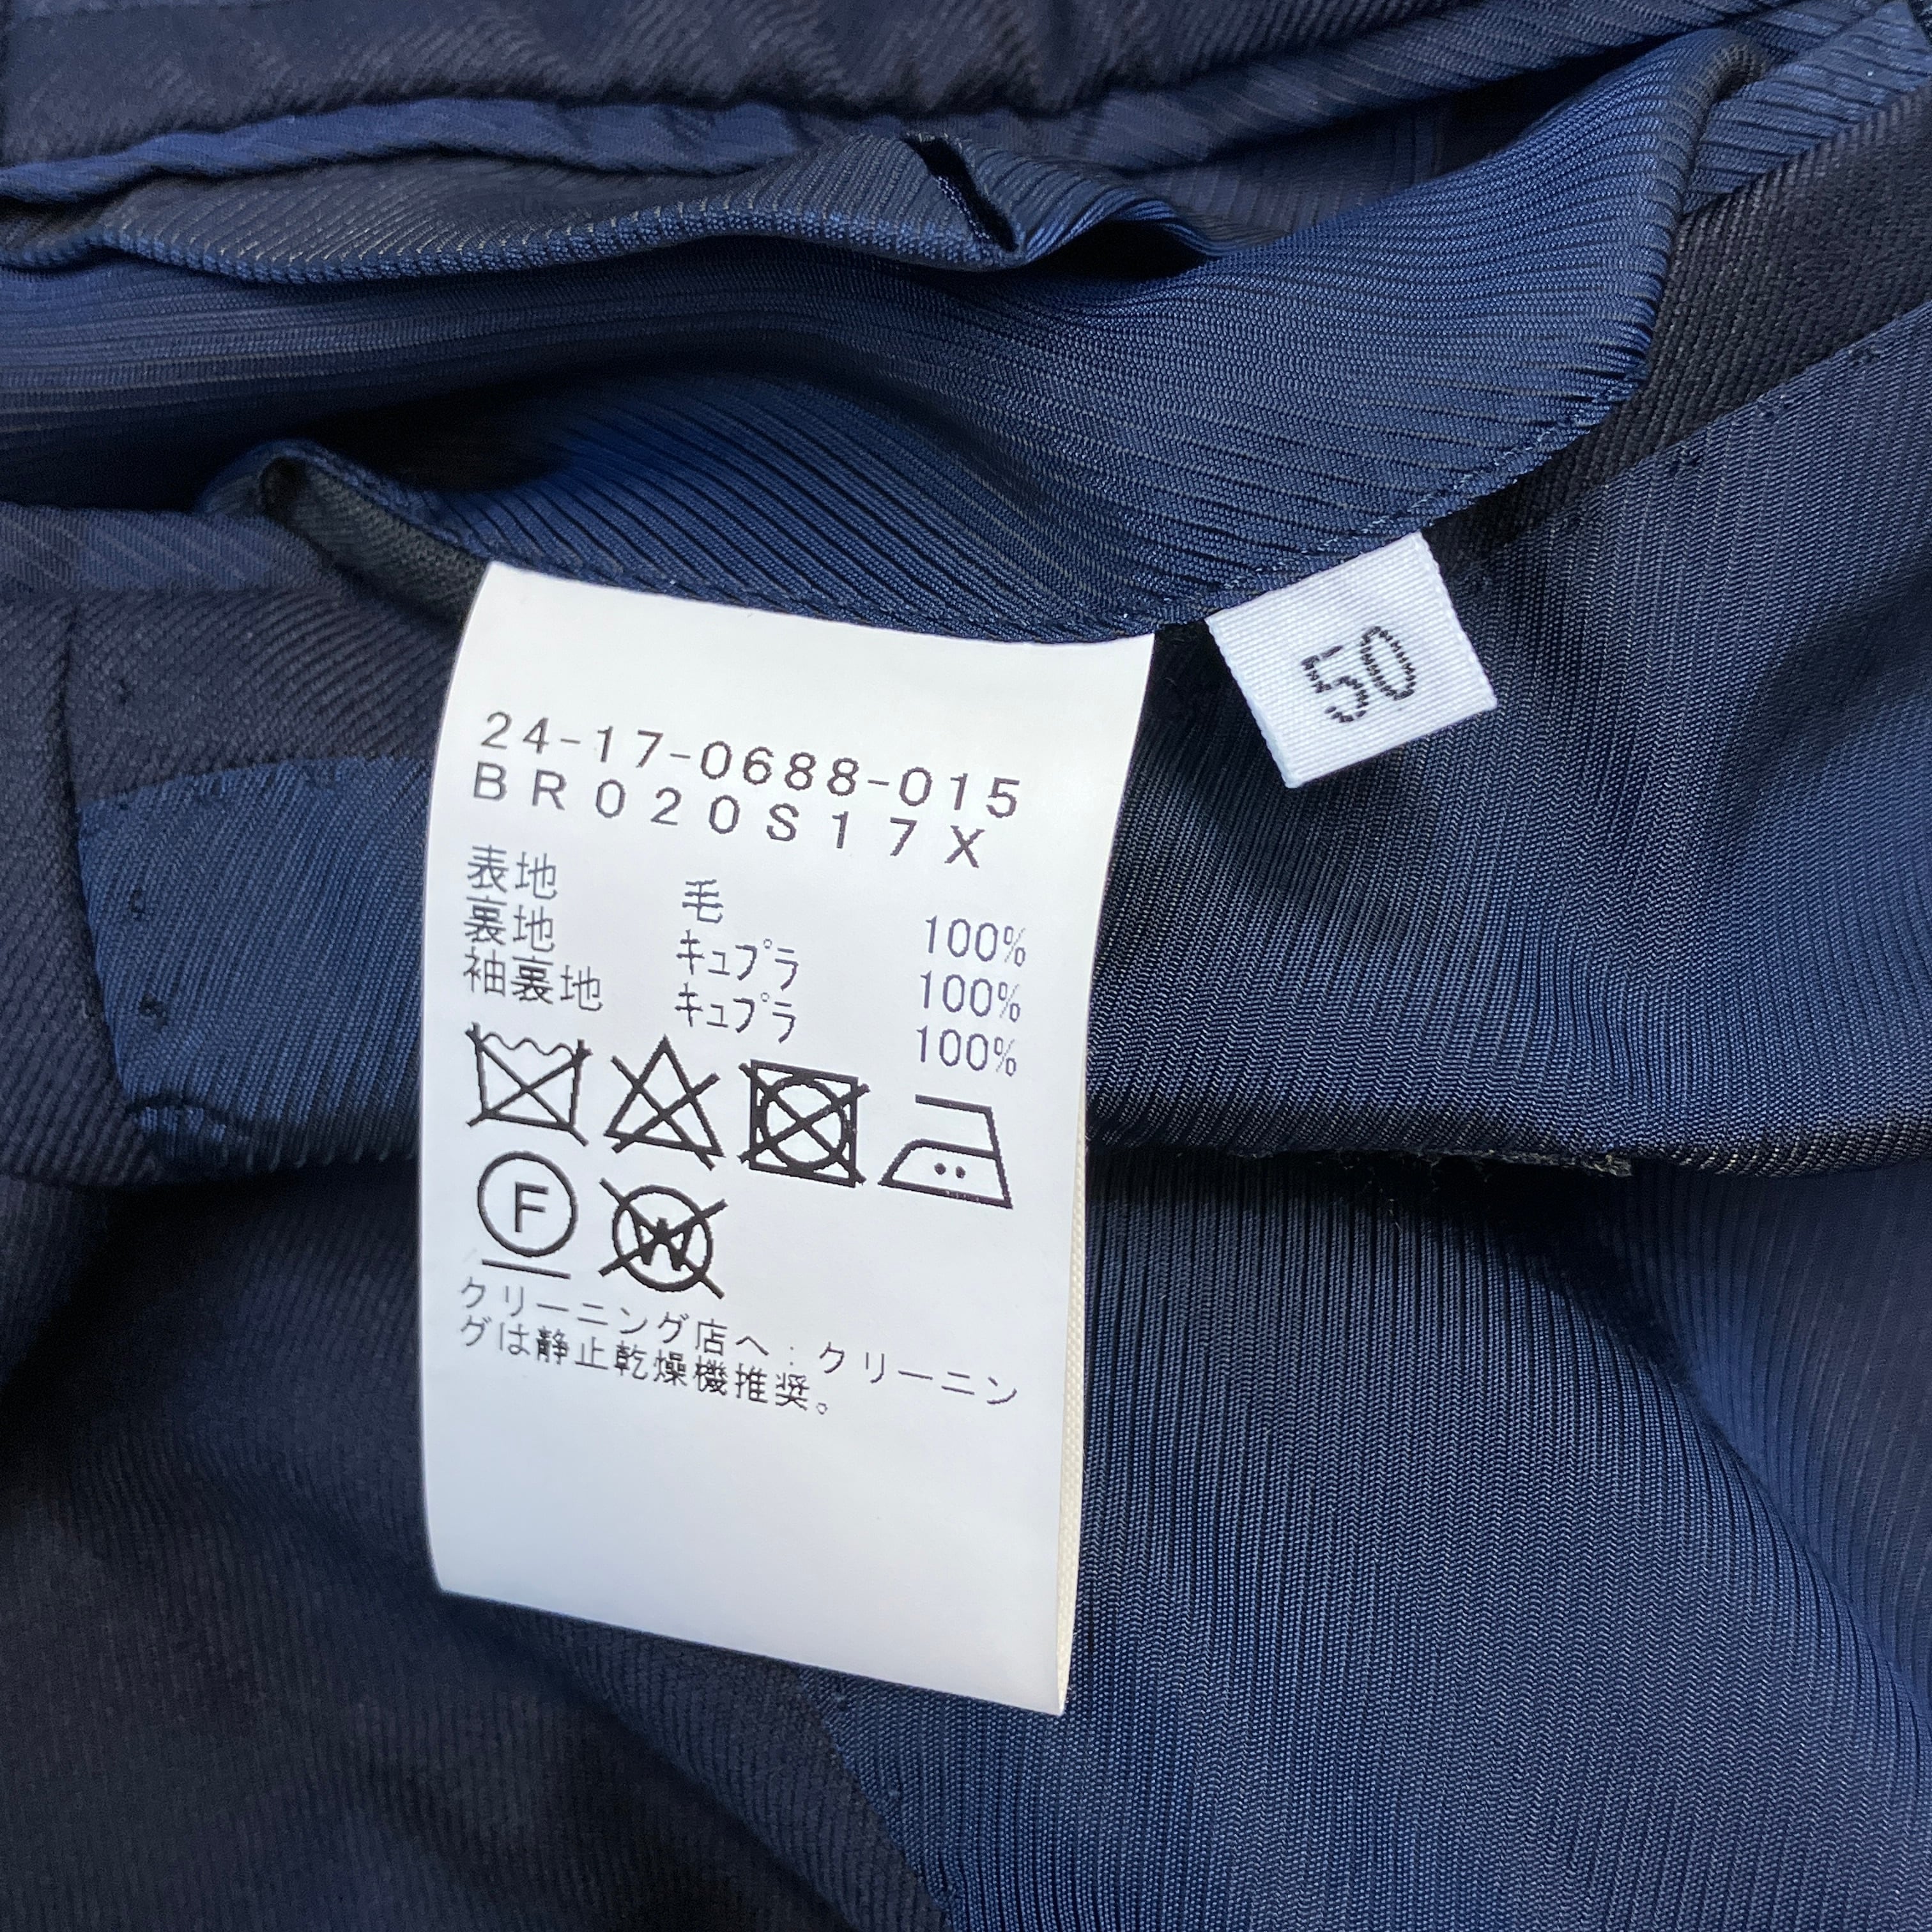 50
24-17-0688-015
BR020S17X
表地 毛 100%
裏地 キュプラ 100%
袖裏地 キュプラ 100%
F W
クリーニング店へ:クリーニン
グは静止乾燥機推奨。